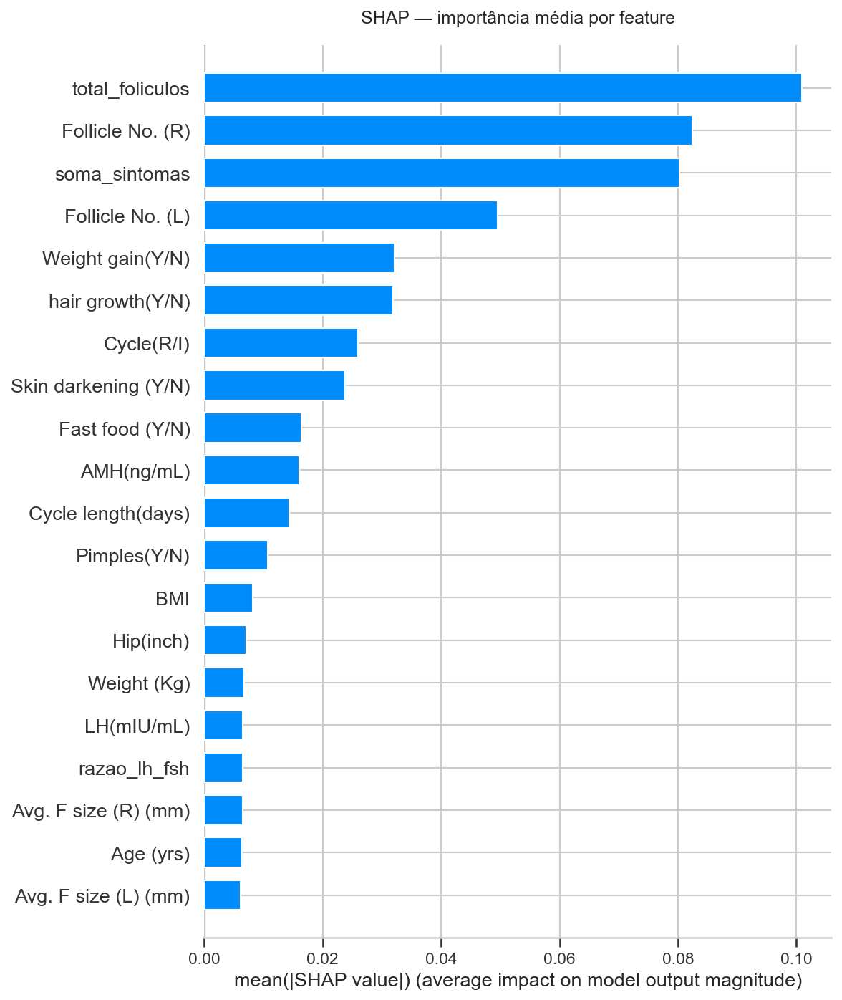 SHAP — importância média por feature
total_foliculos
Follicle No. (R)
soma_sintomas
Follicle No. (L)
Weight gain(Y/N)
hair growth(Y/N)
Cycle(R/I)
Skin darkening (Y/N)
Fast food (Y/N)
AMH(ng/mL)
Cycle length(days)
Pimples(Y/N)
BMI
Hip(inch)
Weight (Kg)
LH(mIU/mL)
razao_lh_fsh
Avg. F size (R) (mm)
Age (yrs)
Avg. F size (L) (mm)
0.00 0.02 0.04 0.06 0.08 0.10
mean(|SHAP value|) (average impact on model output magnitude)